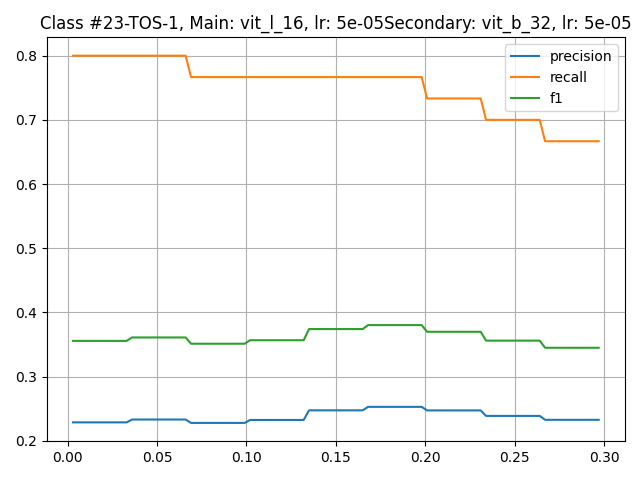 Class #23-TOS-1, Main: vit_l_16, lr: 5e-05Secondary: vit_b_32, lr: 5e-05
precision
recall
f1
0.8
0.7
0.6
0.5
0.4
0.3
0.2
0.00 0.05 0.10 0.15 0.20 0.25 0.30